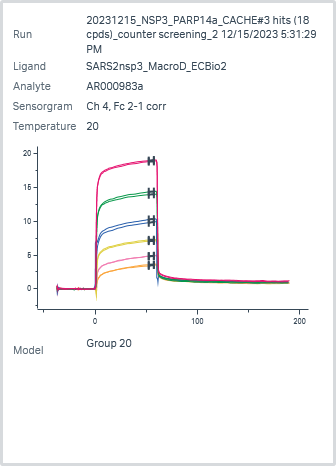 Run
20231215_NSP3_PARP14a_CACHE#3 hits (18
cpds)_counter screening_2 12/15/2023 5:31:29
PM
Ligand SARS2nsp3_MacroD_ECBio2
Analyte AR000983a
Sensorgram Ch 4, Fc 2-1 corr
Temperature 20
20
15
10
5
0
0 100 200
Model Group 20